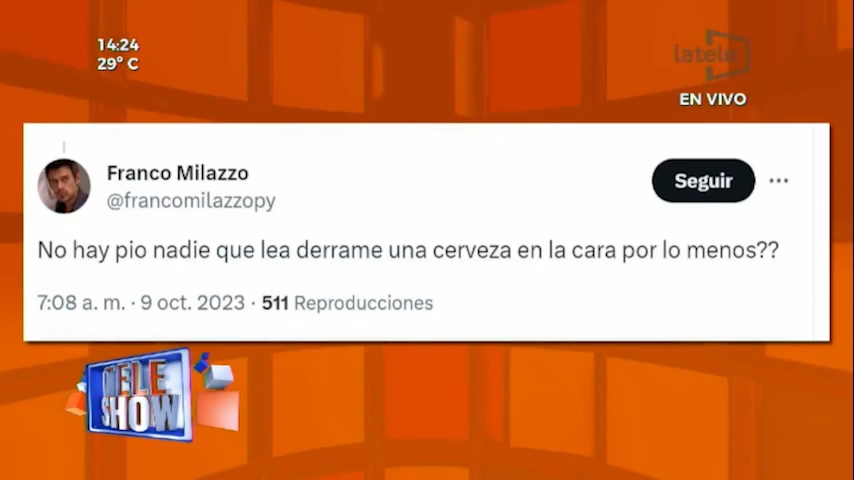 14:24
29° C
latele
EN VIVO
Franco Milazzo
@francomilazzopy
Seguir
No hay pio nadie que lea derrame una cerveza en la cara por lo menos??
7:08 a. m. · 9 oct. 2023 · 511 Reproducciones
TELE
SHOW